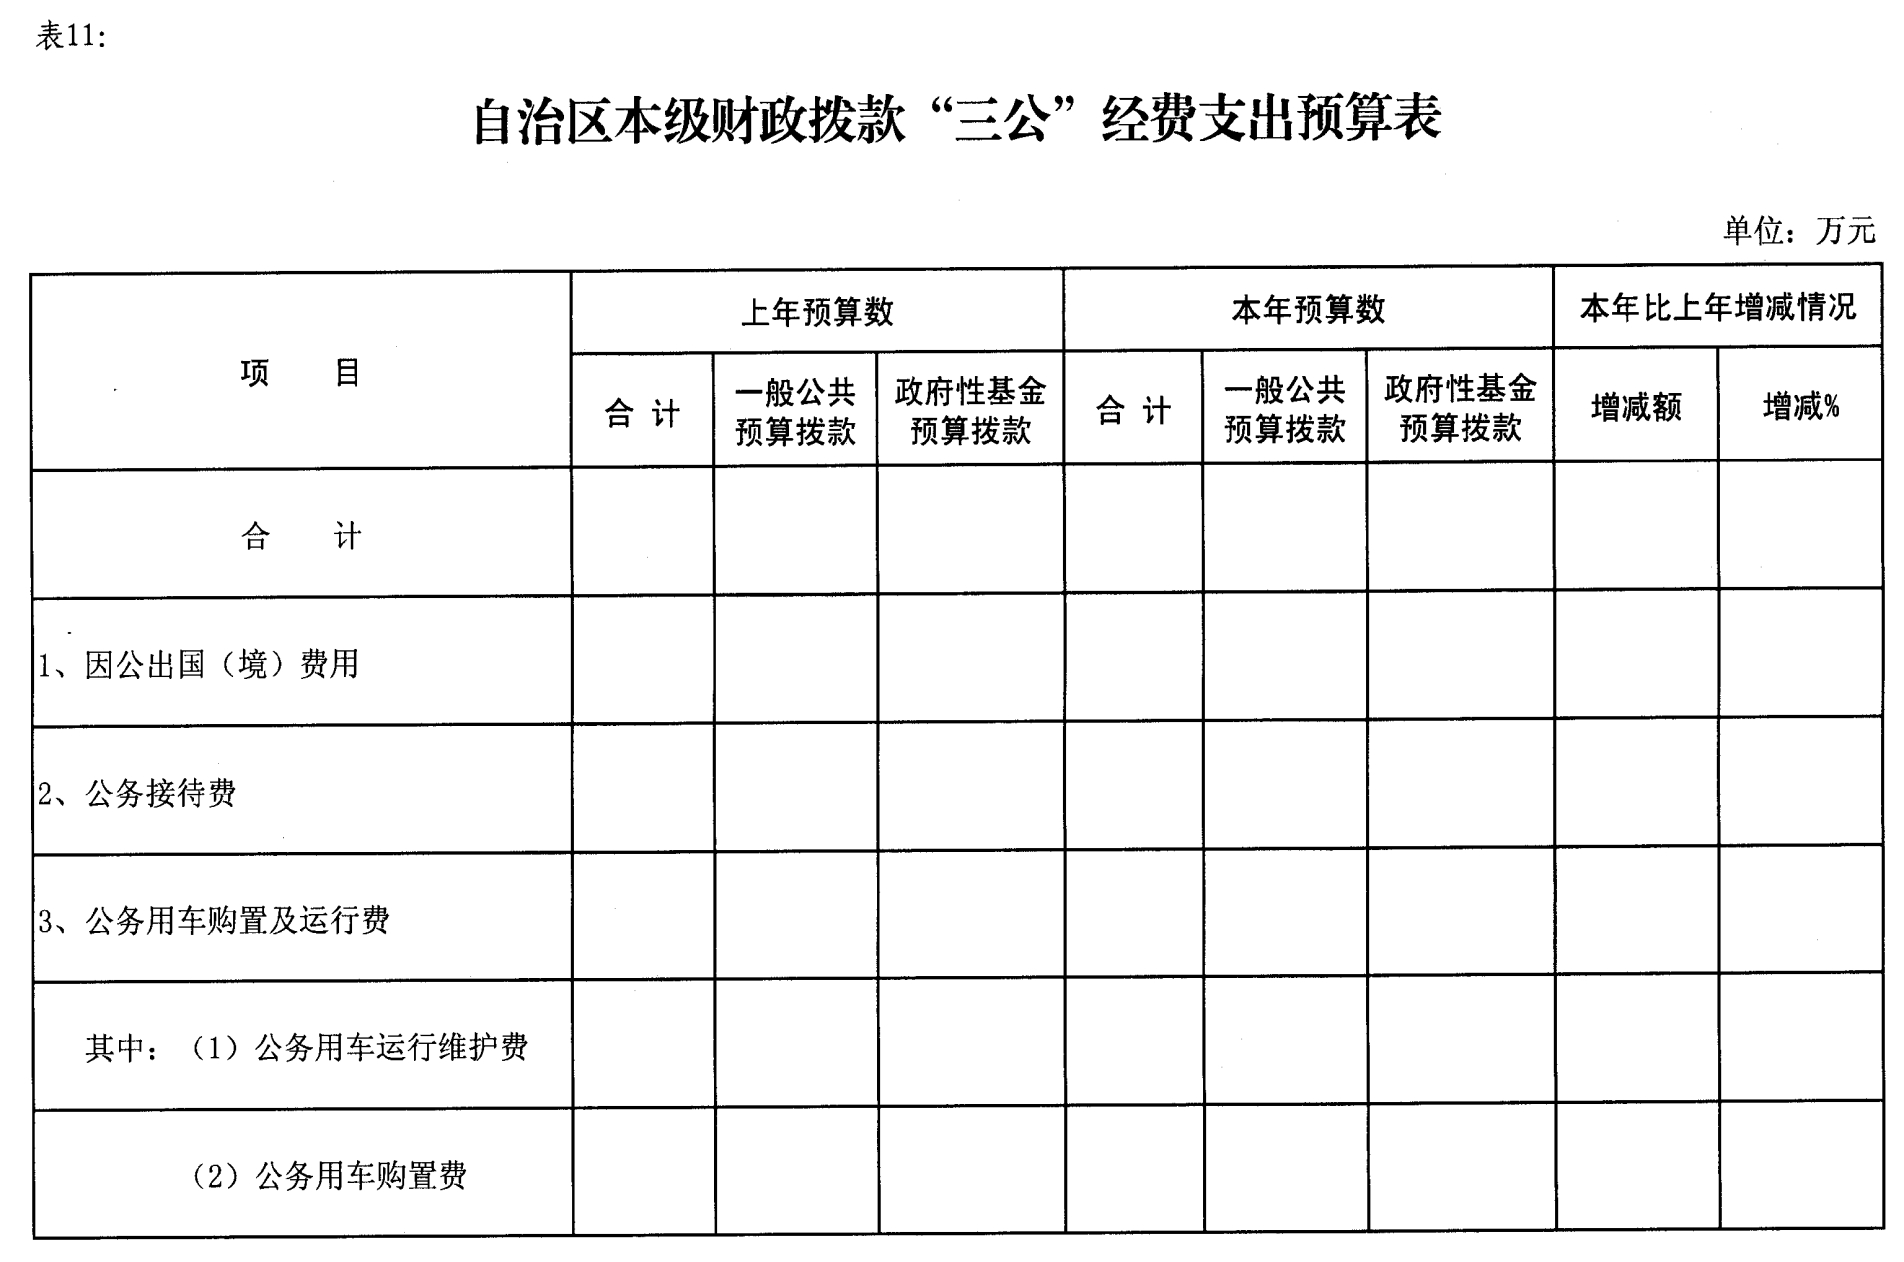 表11:
自治区本级财政拨款“三公”经费支出预算表
单位：万元
项 目
上年预算数
本年预算数
本年比上年增减情况
合 计
一般公共
预算拨款
政府性基金
预算拨款
合 计
一般公共
预算拨款
政府性基金
预算拨款
增减额
增减%
合 计
1、因公出国（境）费用
2、公务接待费
3、公务用车购置及运行费
其中：（1）公务用车运行维护费
（2）公务用车购置费